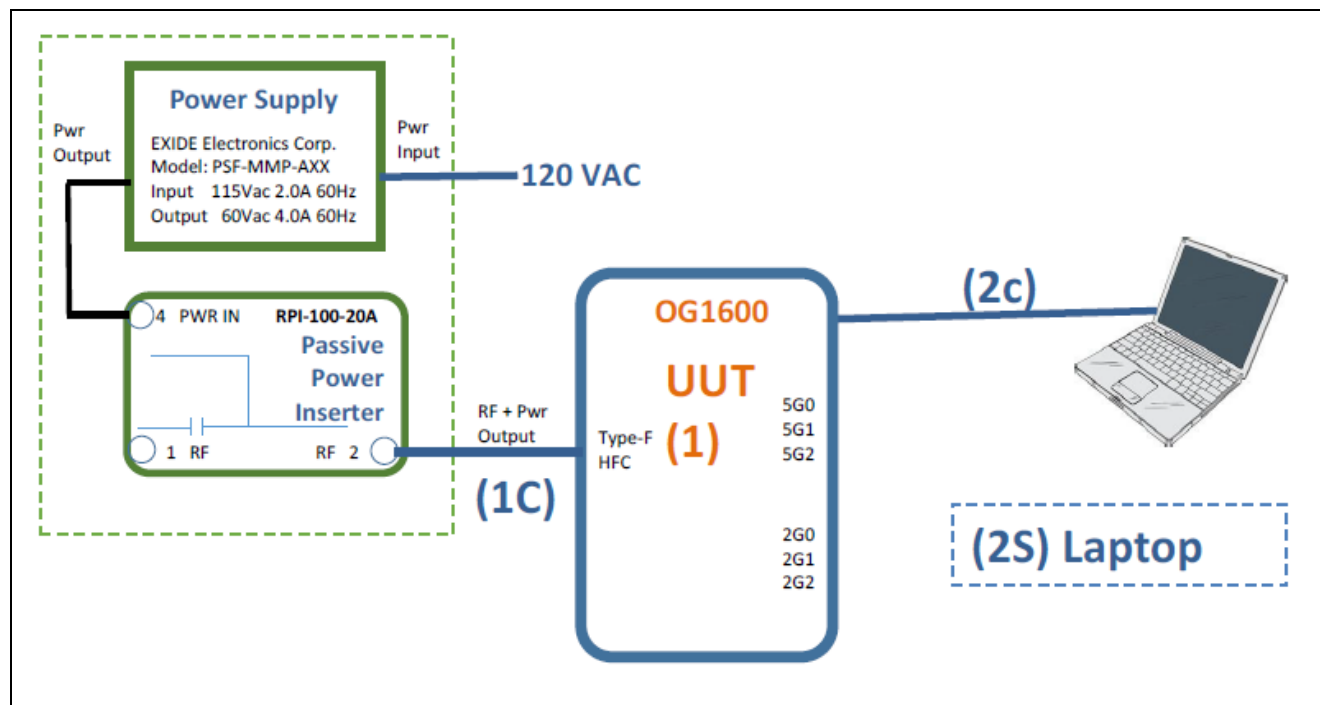 Power Supply
Pwr
Output
EXIDE Electronics Corp.
Model: PSF-MMP-AXX
Input 115Vac 2.0A 60Hz
Output 60Vac 4.0A 60Hz
Pwr
Input
120 VAC
4 PWR IN RPI-100-20A
Passive
Power
Inserter
1 RF RF 2
RF + Pwr
Output
(1C)
OG1600
UUT
(1)
Type-F
HFC
5G0
5G1
5G2
2G0
2G1
2G2
(2c)
(2S) Laptop